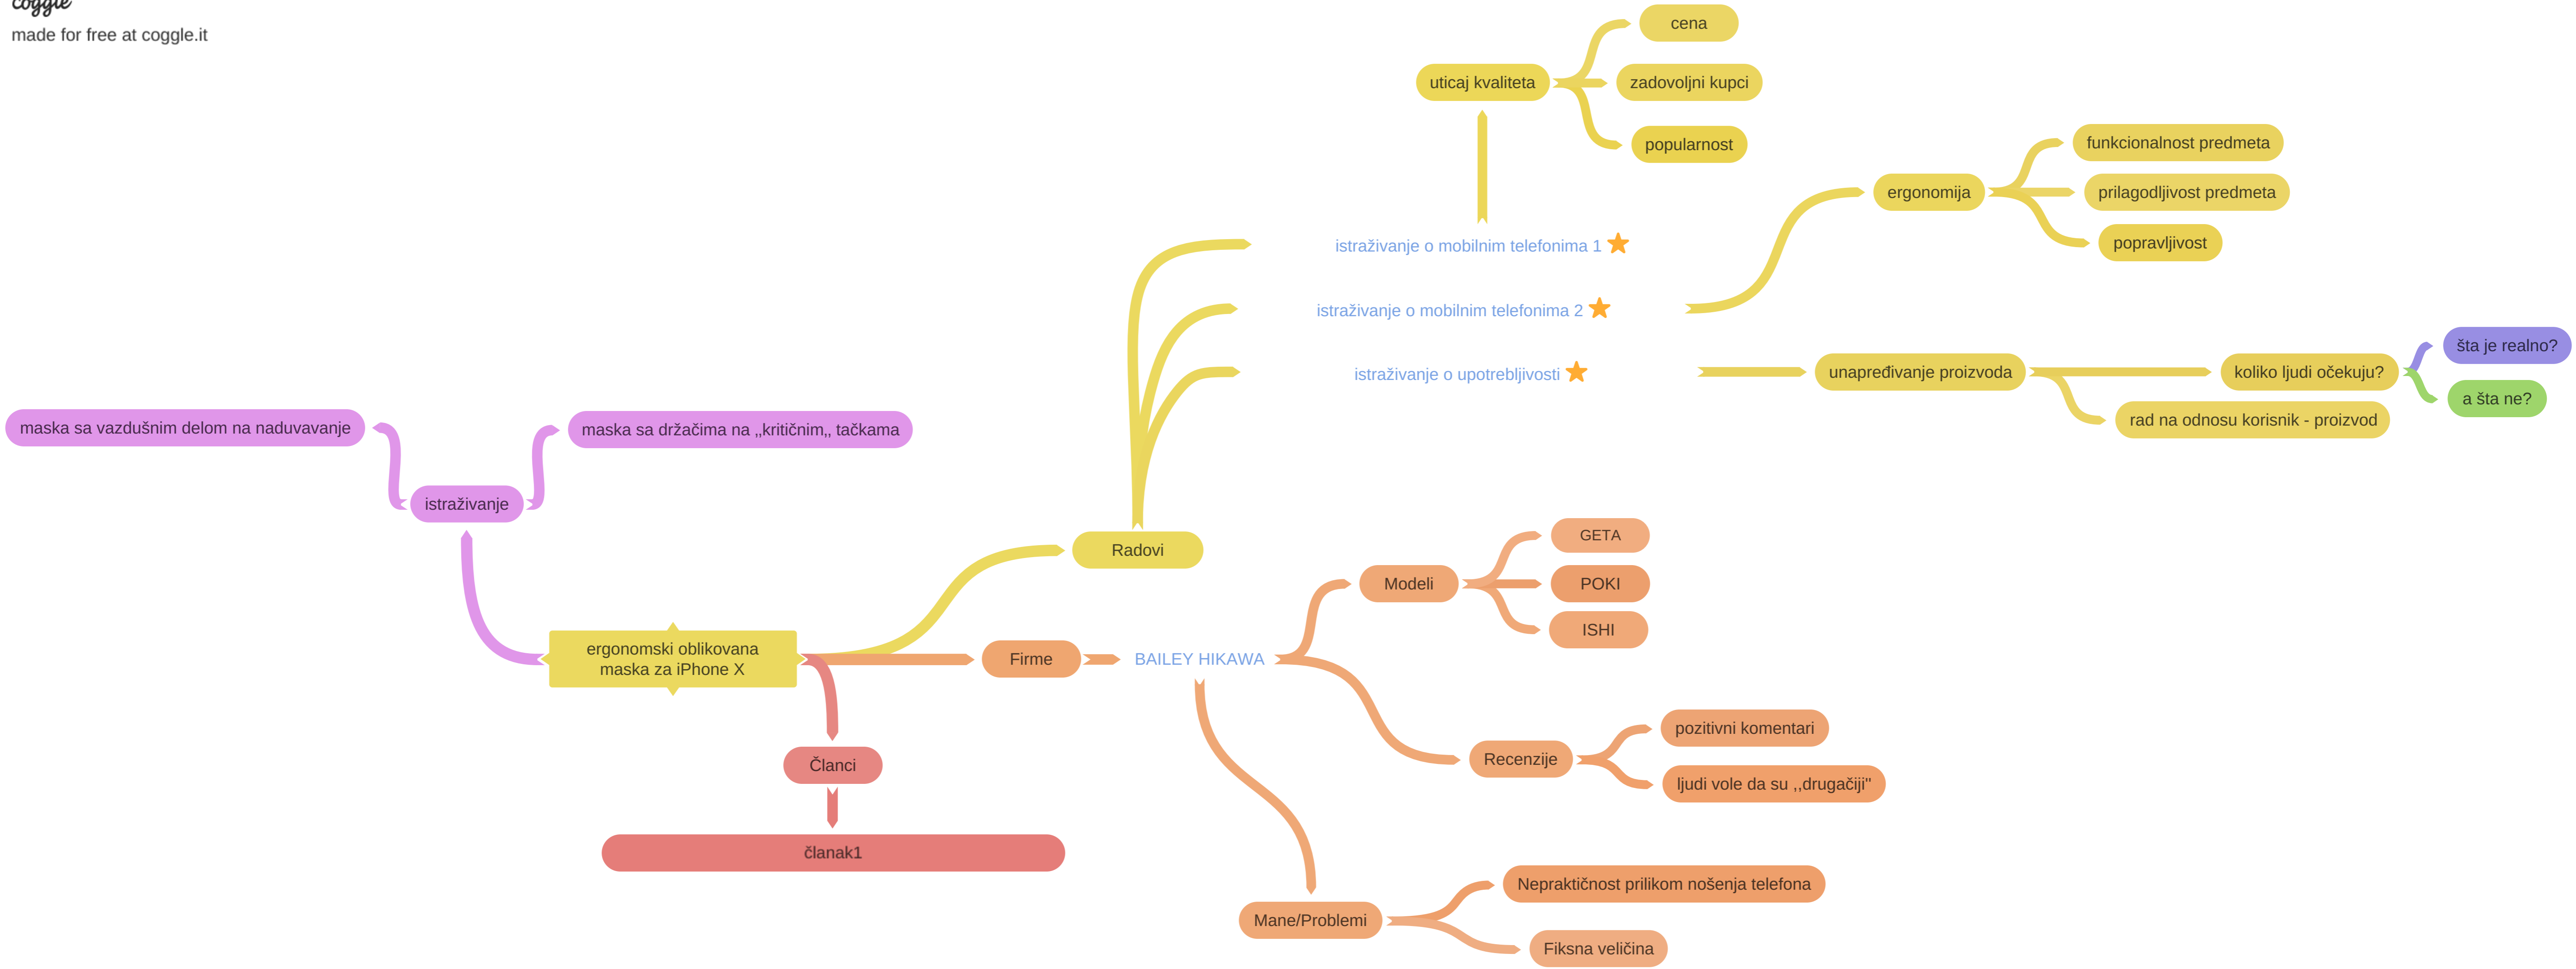 coggle
made for free at coggle.it
cena
uticaj kvaliteta
zadovoljni kupci
popularnost
funkcionalnost predmeta
ergonomija
prilagodljivost predmeta
popravljivost
istraživanje o mobilnim telefonima 1
istraživanje o mobilnim telefonima 2
istraživanje o upotrebljivosti
unapređivanje proizvoda
koliko ljudi očekuju?
šta je realno?
a šta ne?
rad na odnosu korisnik - proizvod
maska sa vazdušnim delom na naduvavanje
maska sa držačima na ,,kritičnim,, tačkama
istraživanje
Radovi
GETA
Modeli
POKI
ISHI
ergonomski oblikovana
maska za iPhone X
Firme
BAILEY HIKAWA
pozitivni komentari
Recenzije
ljudi vole da su ,,drugačiji"
Članci
članak1
Nepraktičnost prilikom nošenja telefona
Mane/Problemi
Fiksna veličina